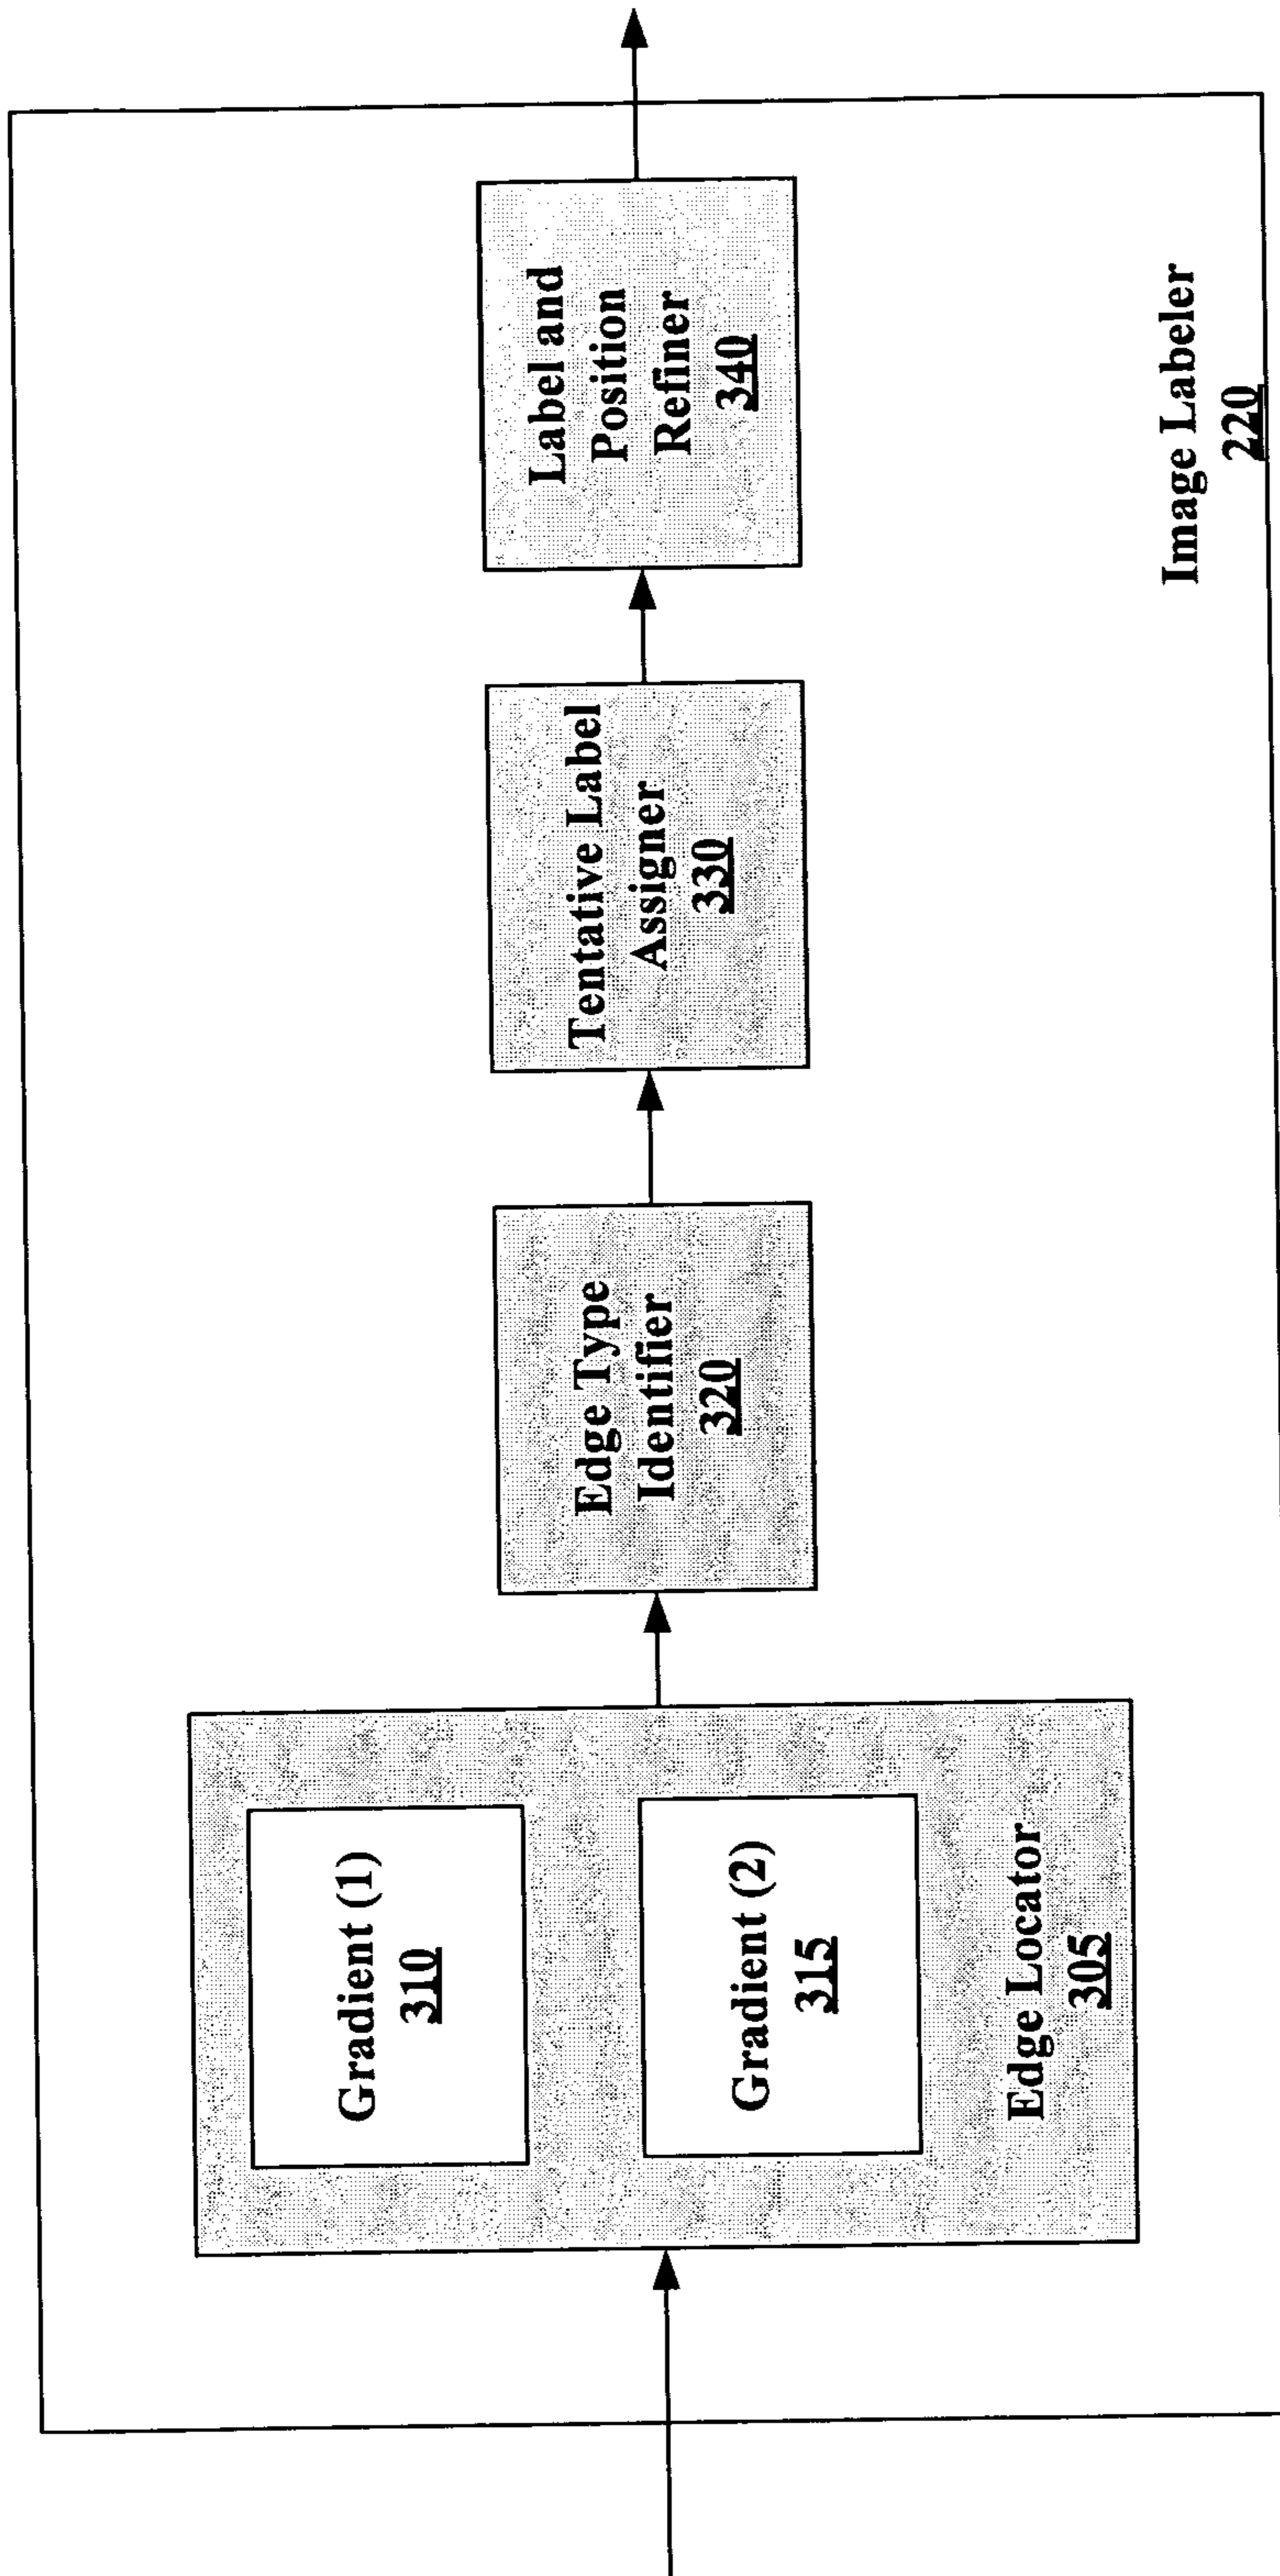 Gradient (1)
310
Gradient (2)
315
Edge Locator
305
Edge Type
Identifier
320
Tentative Label
Assigner
330
Label and
Position
Refiner
340
Image Labeler
220